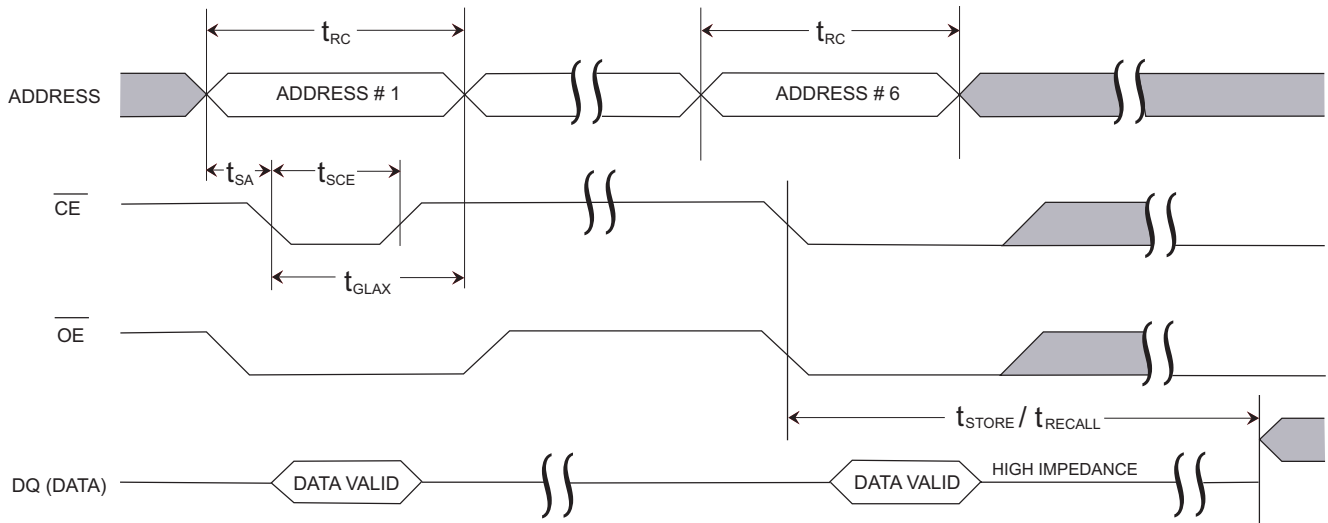 tRC tRC
ADDRESS ADDRESS # 1 ADDRESS # 6
tSA tSCE
CE
tGLAX
OE
tSTORE / tRECALL
DQ (DATA) DATA VALID DATA VALID HIGH IMPEDANCE